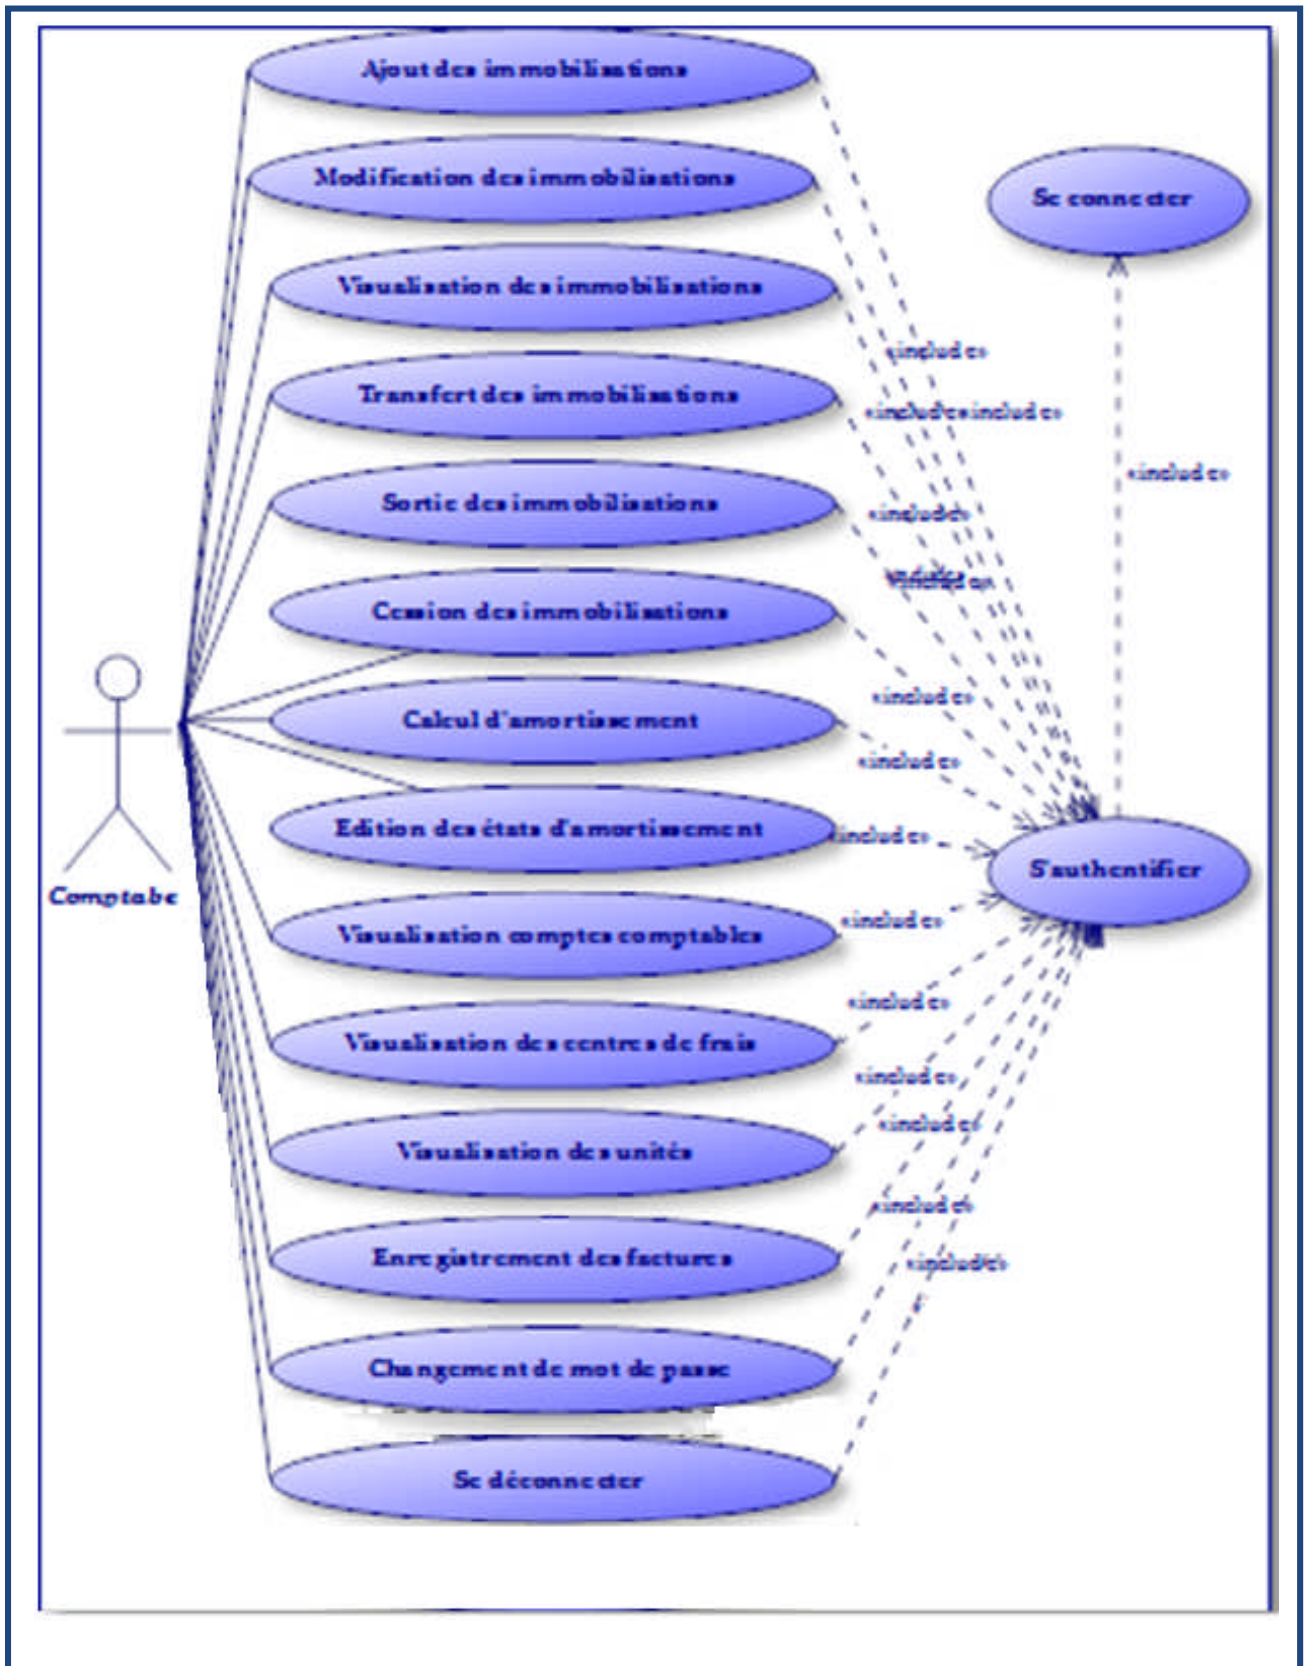 Ajout des immobilisations
Modification des immobilisations
Se connecter
Visualisation des immobilisations
«include»
Transfert des immobilisations
«include»
«include»
«include»
Sortie des immobilisations
«include»
«include»
Cession des immobilisations
«include»
Calcul d'amortissement
«include»
Edition des états d'amortissement
«include»
S'authentifier
Comptabe
Visualisation comptes comptables
«include»
«include»
Visualisation des centres de frais
«include»
«include»
Visualisation des unités
«include»
Enregistrement des factures
«include»
Changement de mot de passe
Se déconnecter